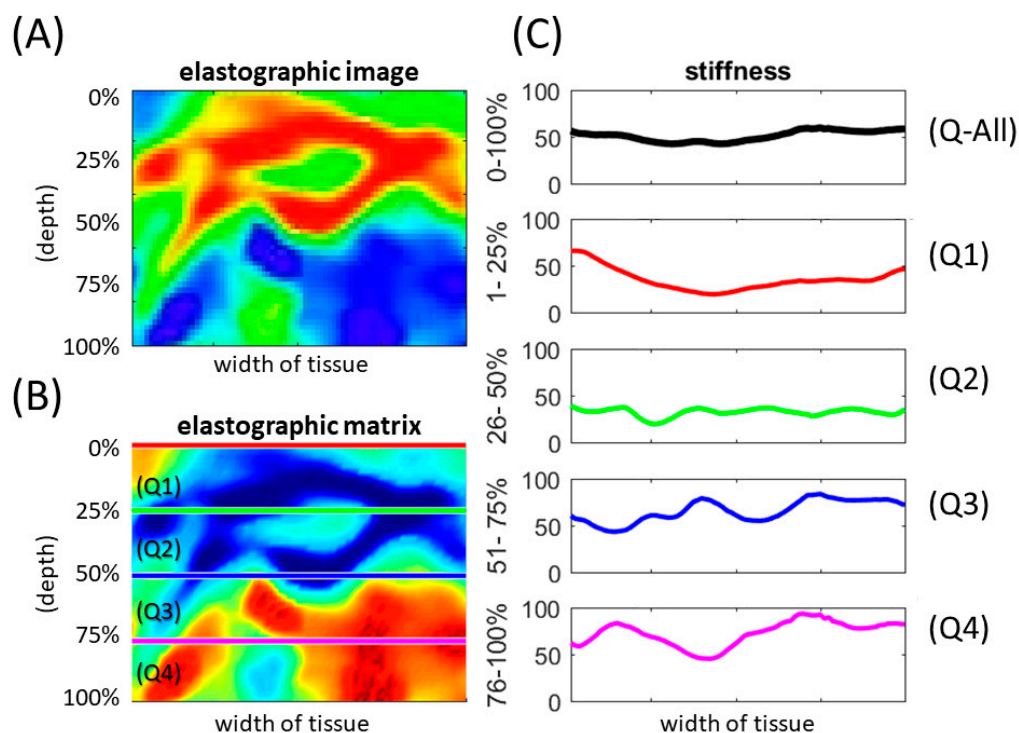 (A)
elastographic image
0%
25%
50%
75%
100%
(depth)
width of tissue
(B)
elastographic matrix
0%
25%
50%
75%
100%
(depth)
(Q1)
(Q2)
(Q3)
(Q4)
width of tissue
(C)
stiffness
0-100%
100
50
0
(Q-All)
1- 25%
100
50
0
(Q1)
26- 50%
100
50
0
(Q2)
51- 75%
100
50
0
(Q3)
76-100%
100
50
0
(Q4)
width of tissue